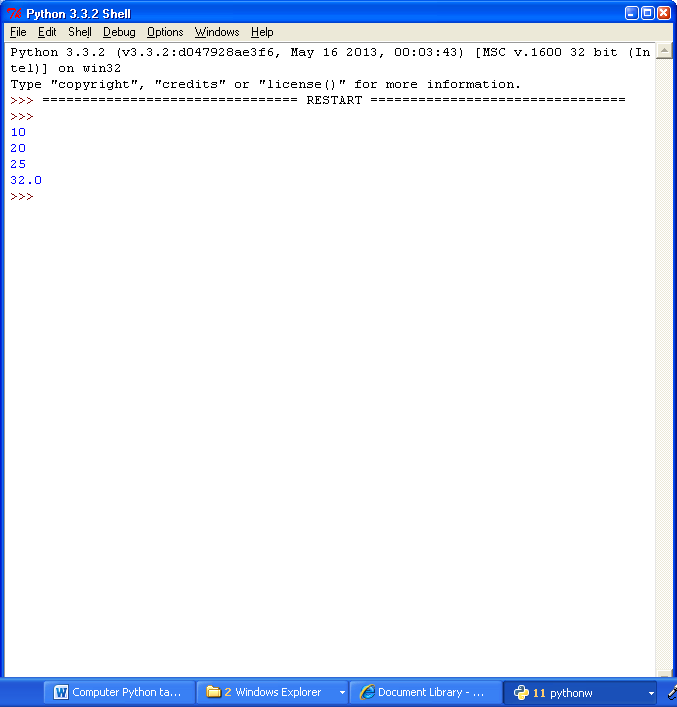 Python 3.3.2 Shell
File Edit Shell Debug Options Windows Help
Python 3.3.2 (v3.3.2:d047928ae3f6, May 16 2013, 00:03:43) [MSC v.1600 32 bit (In
tel)] on win32
Type "copyright", "credits" or "license()" for more information.
>>> ================================ RESTART ================================
>>>
10
20
25
32.0
>>>
Computer Python ta... 2 Windows Explorer Document Library - ... 11 pythonw